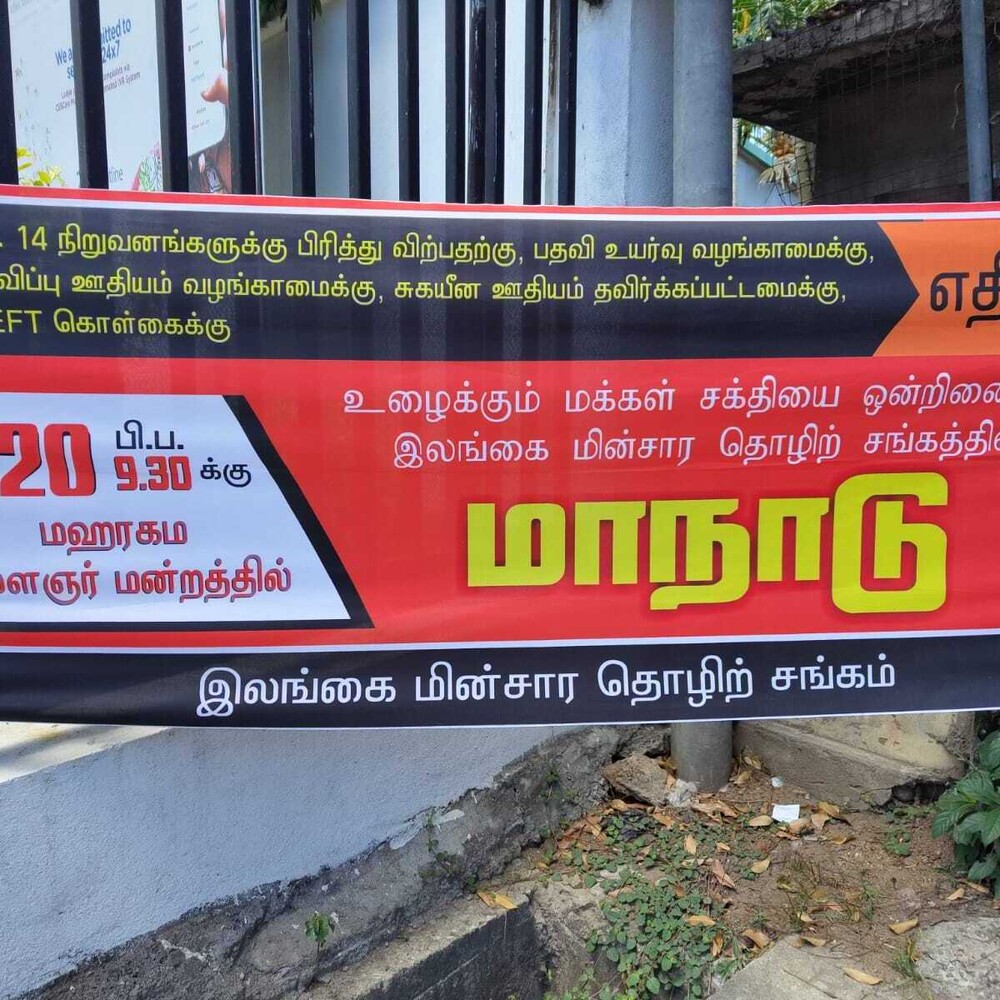 14 நிறுவனங்களுக்கு பிரித்து விற்பதற்கு, பதவி உயர்வு வழங்காமைக்கு,
ஊதியம் வழங்காமைக்கு, சுகயீன ஊதியம் தவிர்க்கப்பட்டமைக்கு,
EFT கொள்கைக்கு
உழைக்கும் மக்கள் சக்தியை
இலங்கை மின்சார தொழிற்
மாநாடு
20 பி.ப.
9.30 க்கு
மஹரகம
மன்றத்தில்
இலங்கை மின்சார தொழிற் சங்கம்
24x7